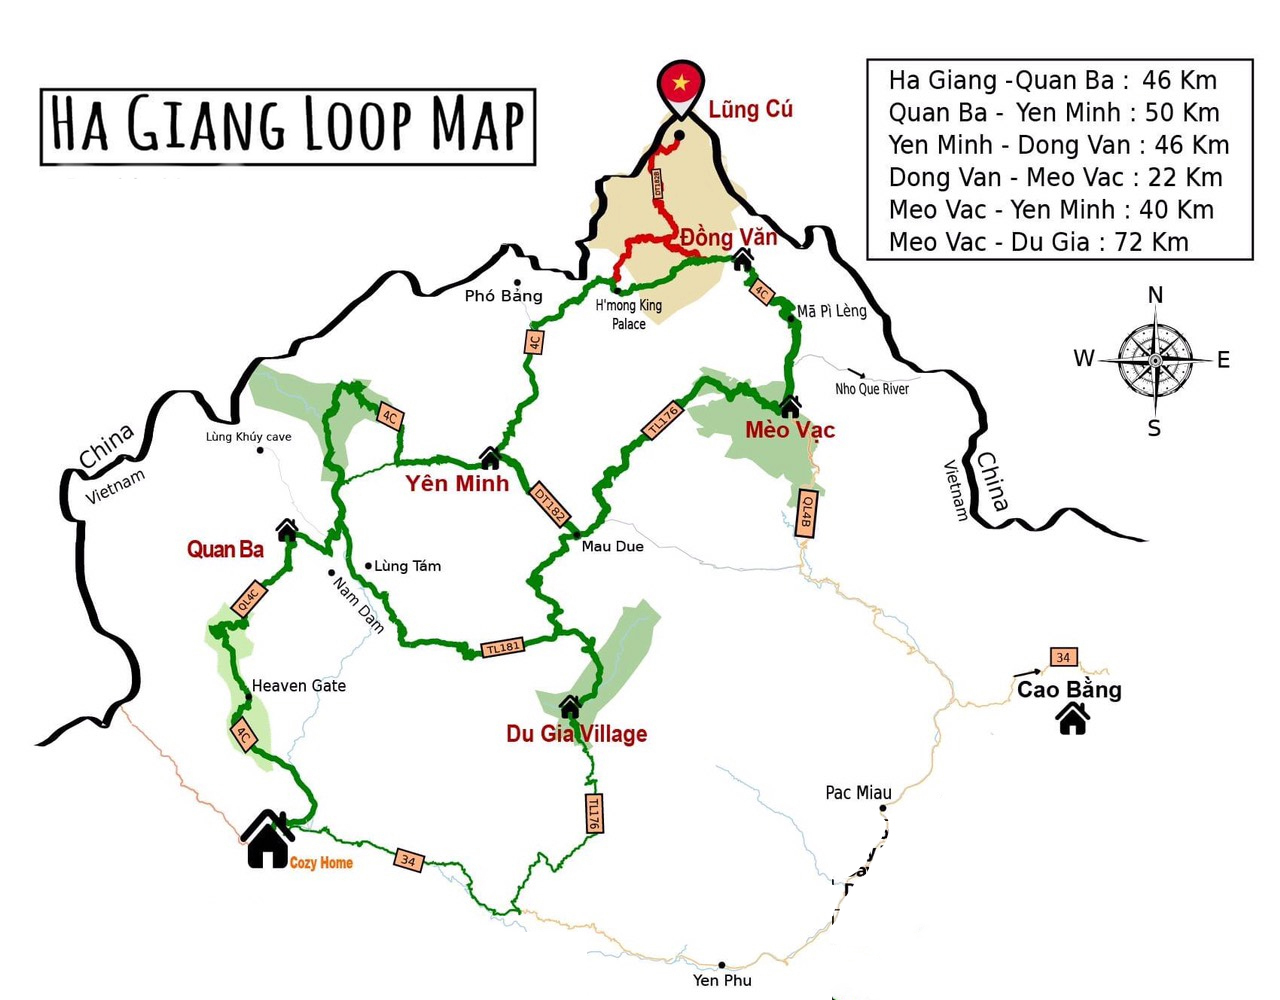 HA GIANG LOOP MAP
Ha Giang -Quan Ba : 46 Km
Quan Ba - Yen Minh : 50 Km
Yen Minh - Dong Van : 46 Km
Dong Van - Meo Vac : 22 Km
Meo Vac - Yen Minh : 40 Km
Meo Vac - Du Gia : 72 Km
Lũng Cú
DT182B
Đồng Văn
Phó Bảng
H'mong King
Palace
4C
Mã Pì Lèng
4C
N
W
E
S
Nho Que River
4C
TL176
Mèo Vạc
China
Vietnam
Lùng Khúy cave
Yên Minh
China
Vietnam
DT182
QL4B
Quan Ba
Mau Due
Lùng Tám
Nam Dam
QL4C
TL181
34
Cao Bằng
Heaven Gate
4C
Du Gia Village
TL176
Pac Miau
Cozy Home
34
Yen Phu